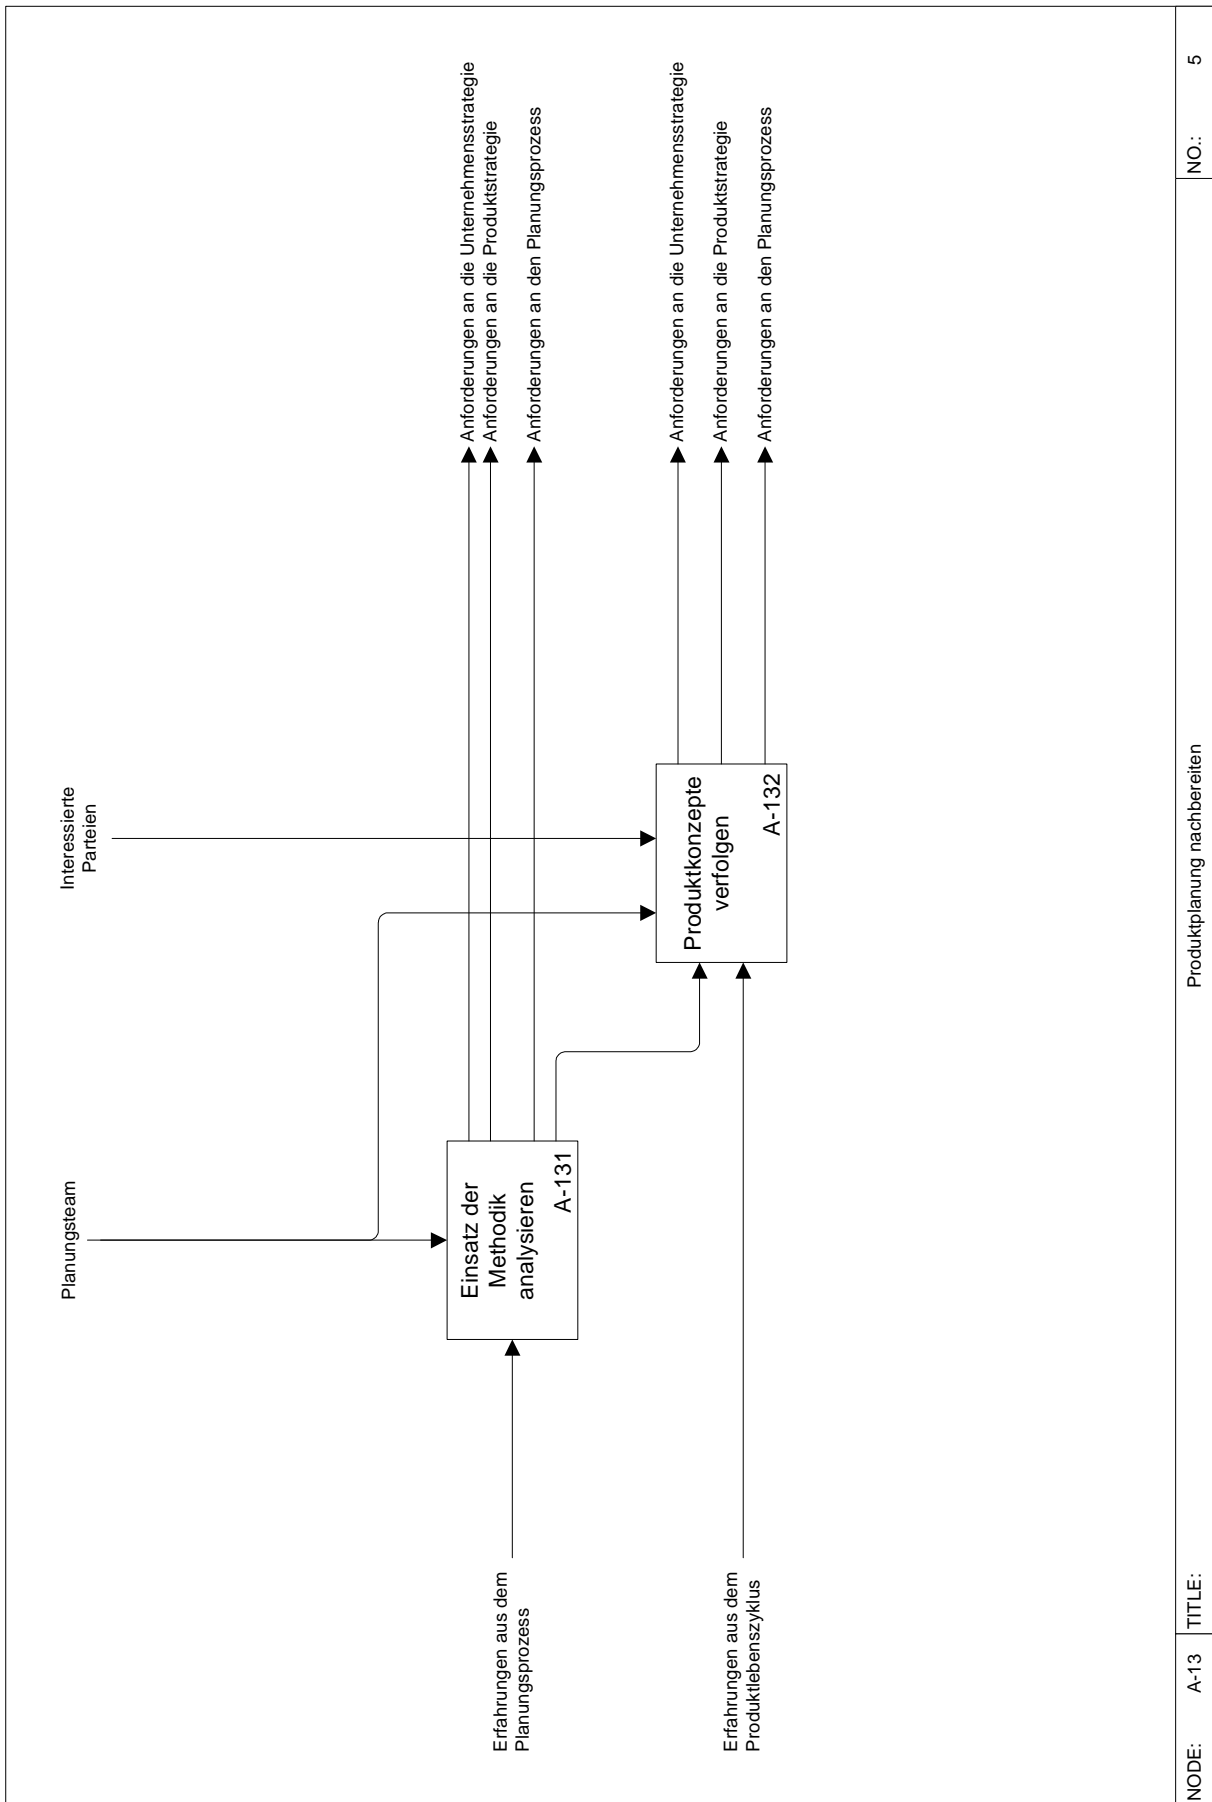 Planungsteam
Interessierte
Parteien
Anforderungen an die Unternehmensstrategie
Anforderungen an die Produktstrategie
Anforderungen an den Planungsprozess
Einsatz der
Methodik
analysieren
A-131
Erfahrungen aus dem
Planungsprozess
Anforderungen an die Unternehmensstrategie
Anforderungen an die Produktstrategie
Anforderungen an den Planungsprozess
Produktkonzepte
verfolgen
A-132
Erfahrungen aus dem
Produktlebenszyklus
NODE: A-13 TITLE: Produktplanung nachbereiten NO.: 5